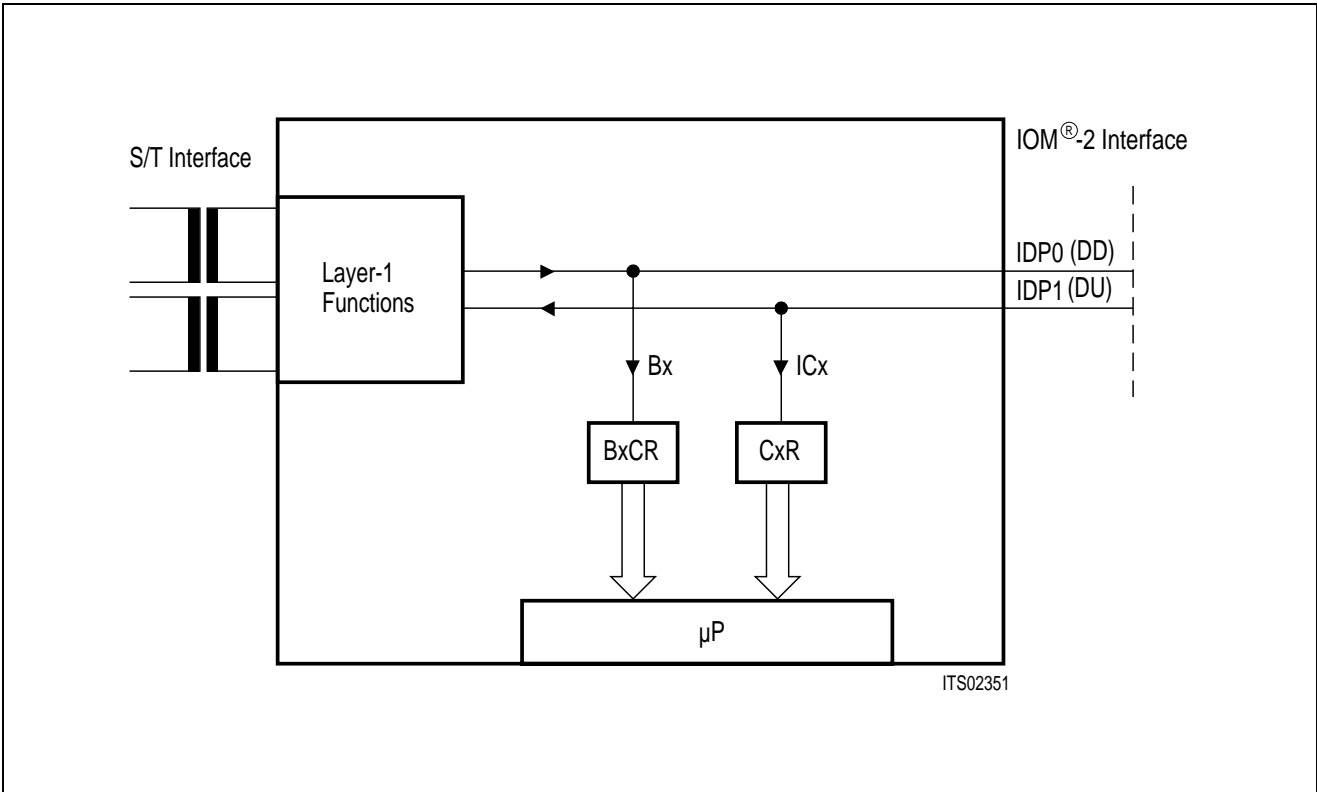 S/T Interface
IOM®-2 Interface
Layer-1
Functions
IDP0 (DD)
IDP1 (DU)
Bx
ICx
BxCR
CxR
µP
ITS02351